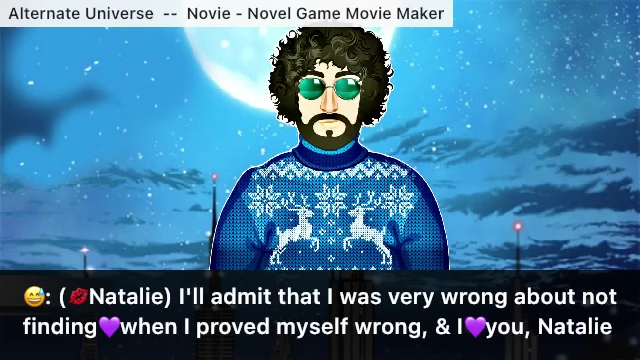 Alternate Universe -- Novie - Novel Game Movie Maker
😅: (💋Natalie) I'll admit that I was very wrong about not
finding💜when I proved myself wrong, & I💜you, Natalie